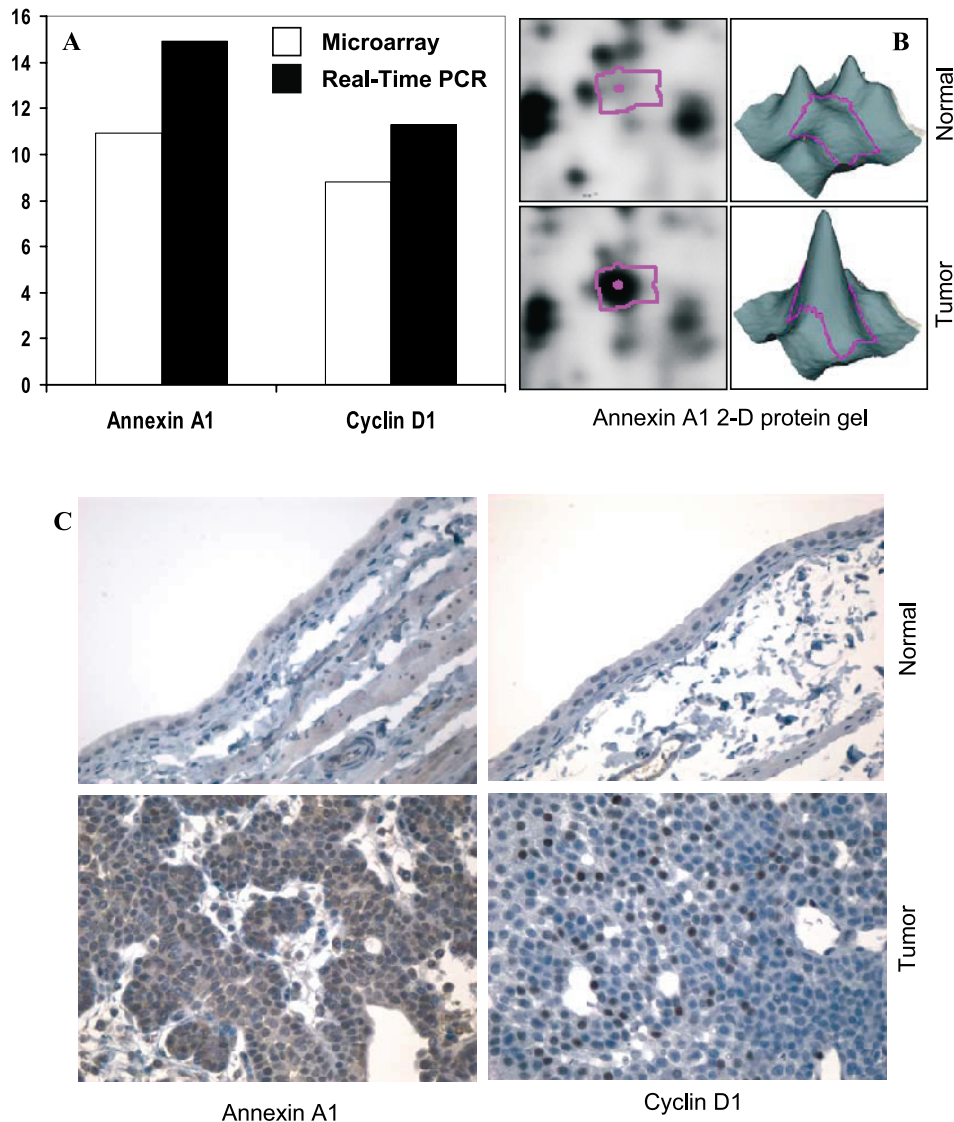 16
14
12
10
8
6
4
2
0
A
Microarray
Real-Time PCR
Annexin A1
Cyclin D1
B
Normal
Tumor
Annexin A1 2-D protein gel
C
Normal
Tumor
Annexin A1
Cyclin D1